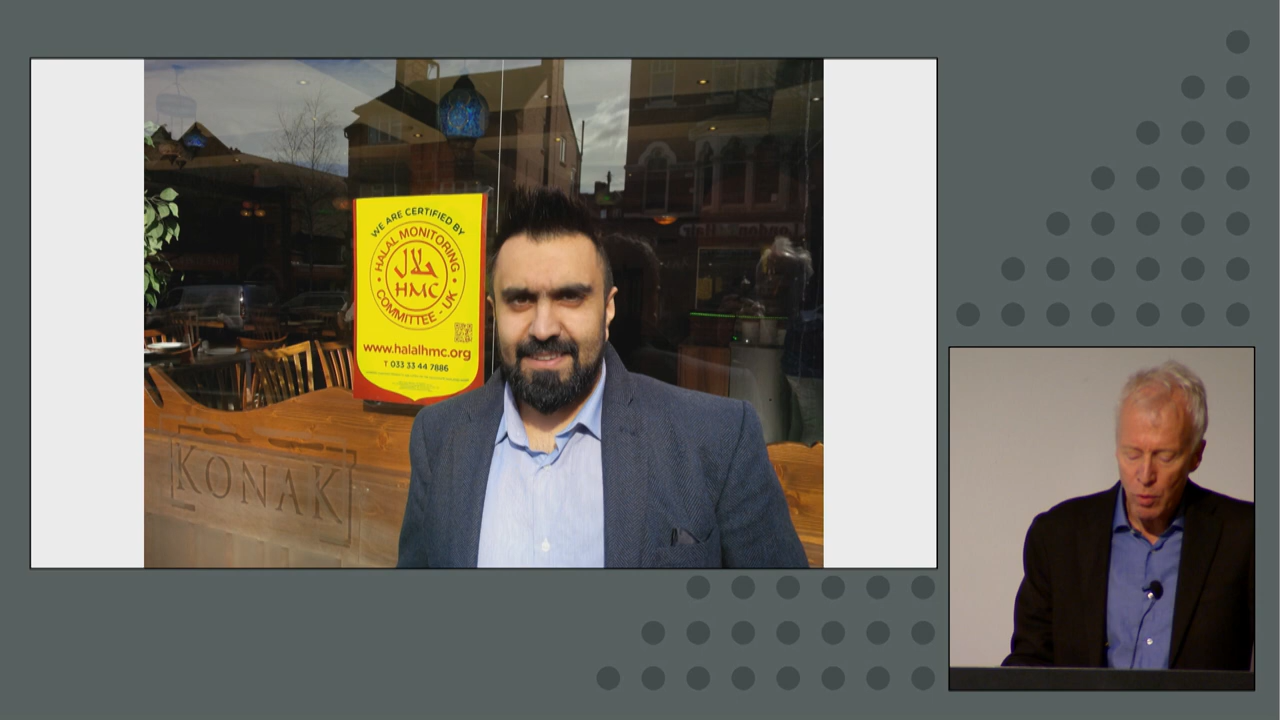 WE ARE CERTIFIED BY
HALAL MONITORING
حلال
HMC
COMMITTEE - UK
www.halalhmc.org
T 033 33 44 7886
KONAK